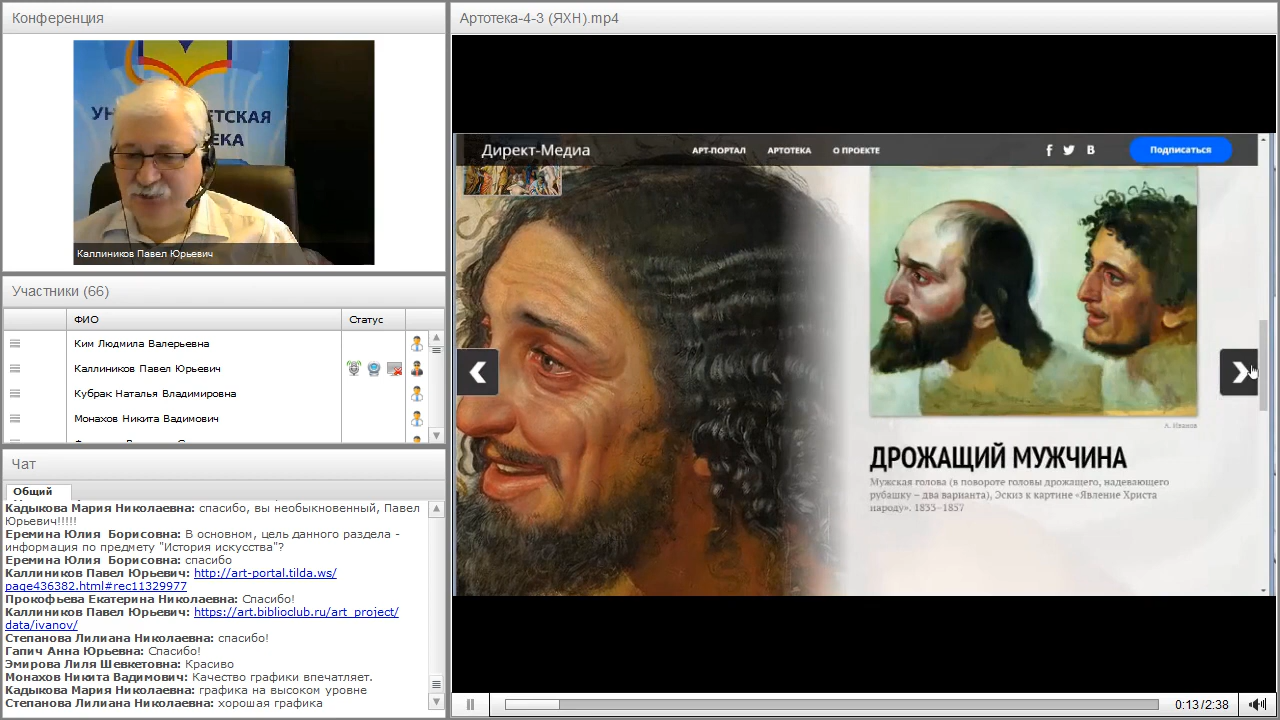 Конференция
УН ЕТСКАЯ
ЕКА
Каллиников Павел Юрьевич
Участники (66)
ФИО
Статус
Ким Людмила Валерьевна
Каллиников Павел Юрьевич
Кубрак Наталья Владимировна
Монахов Никита Вадимович
Чат
Общий
Кадыкова Мария Николаевна: спасибо, вы необыкновенный, Павел
Юрьевич!!!!!
Еремина Юлия Борисовна: В основном, цель данного раздела -
информация по предмету "История искусства"?
Еремина Юлия Борисовна: спасибо
Каллиников Павел Юрьевич: http://art-portal.tilda.ws/
page436382.html#rec11329977
Прокофьева Екатерина Николаевна: Спасибо!
Каллиников Павел Юрьевич: https://art.biblioclub.ru/art_project/
data/ivanov/
Степанова Лилиана Николаевна: спасибо!
Гапич Анна Юрьевна: Спасибо!
Эмирова Лиля Шевкетовна: Красиво
Монахов Никита Вадимович: Качество графики впечатляет.
Кадыкова Мария Николаевна: графика на высоком уровне
Степанова Лилиана Николаевна: хорошая графика
Артотека-4-3 (ЯХН).mp4
Директ-Медиа
АРТ-ПОРТАЛ
АРТОТЕКА
О ПРОЕКТЕ
Подписаться
А. Иванов
ДРОЖАЩИЙ МУЖЧИНА
Мужская голова (в повороте головы дрожащего, надевающего
рубашку – два варианта), Эскиз к картине «Явление Христа
народу». 1833–1857
0:13/2:38